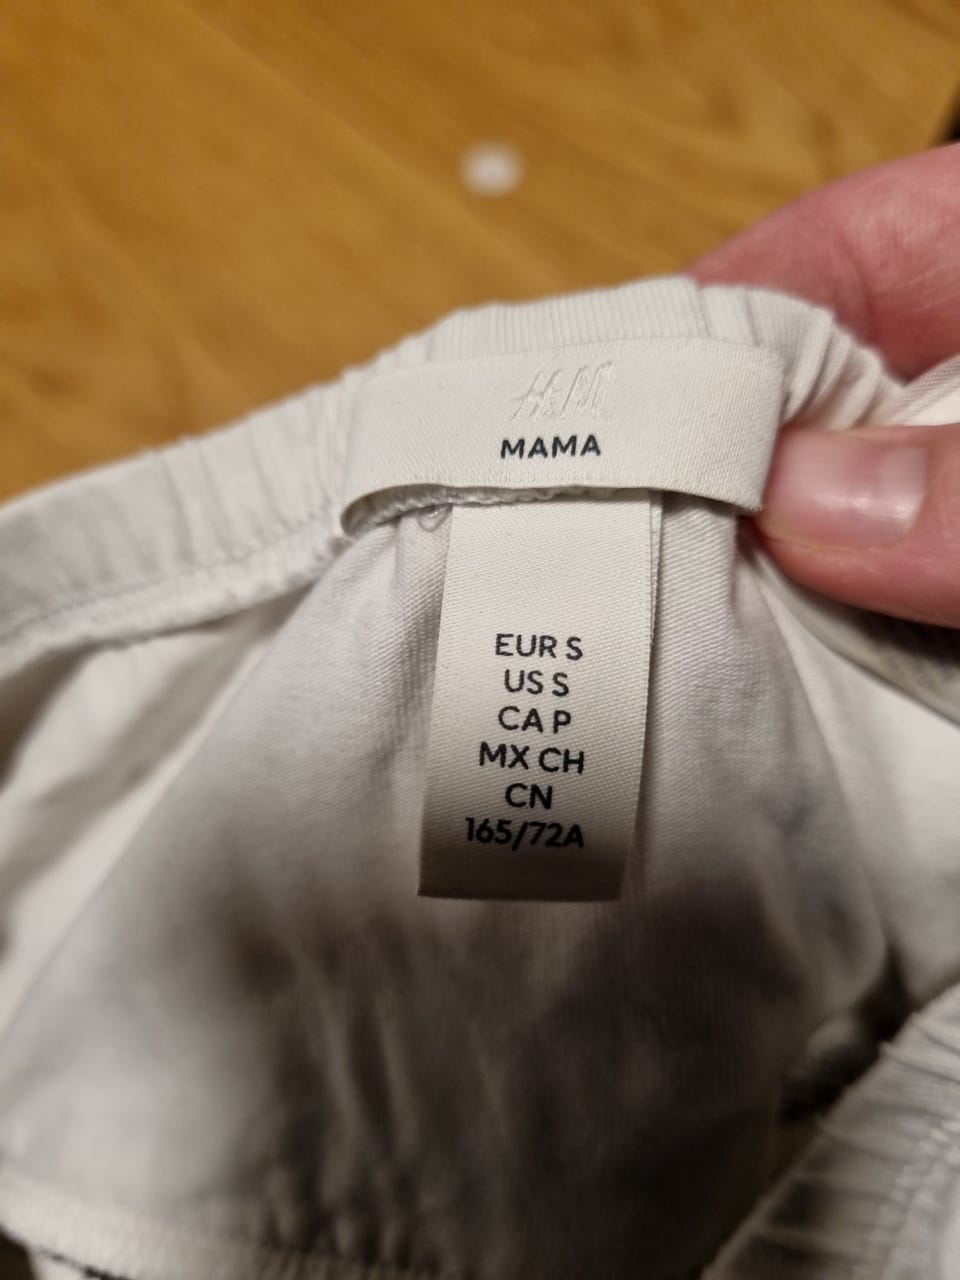 H&M
MAMA
EUR S
US S
CA P
MX CH
CN
165/72A